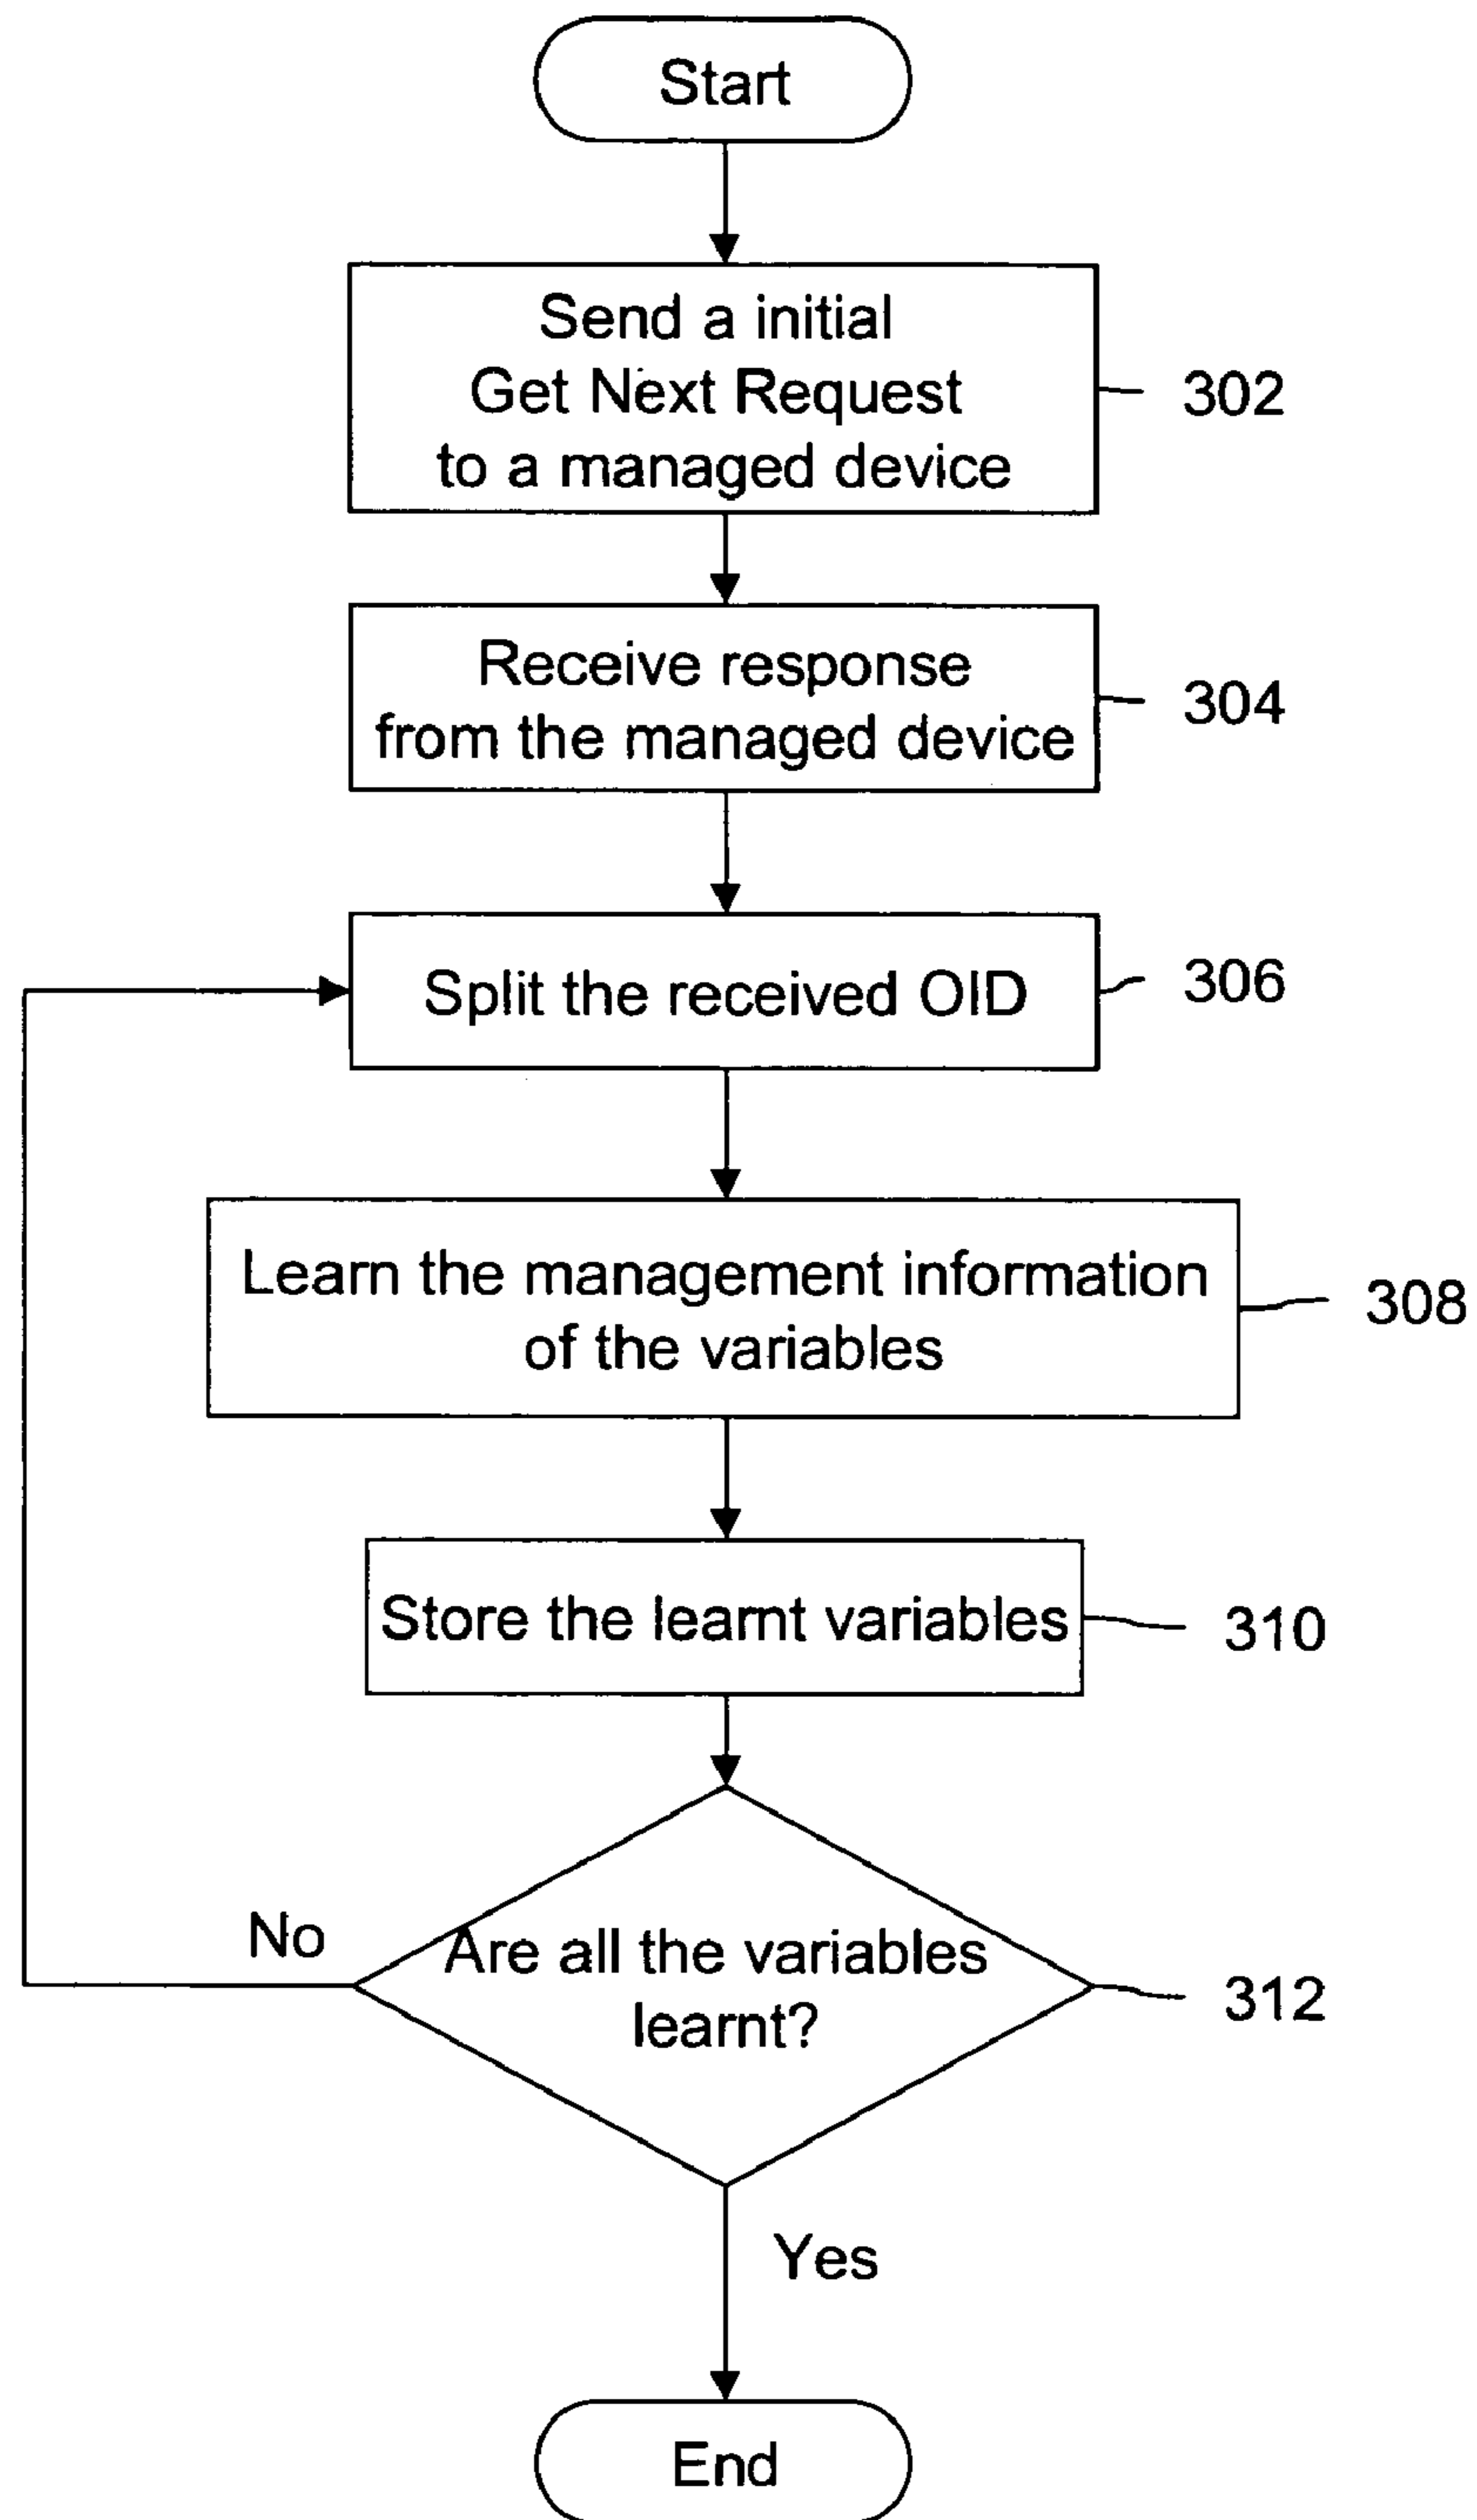 Start
Send a initial
Get Next Request
to a managed device
302
Receive response
from the managed device
304
Split the received OID
306
Learn the management information
of the variables
308
Store the learnt variables
310
No
Are all the variables
learnt?
312
Yes
End